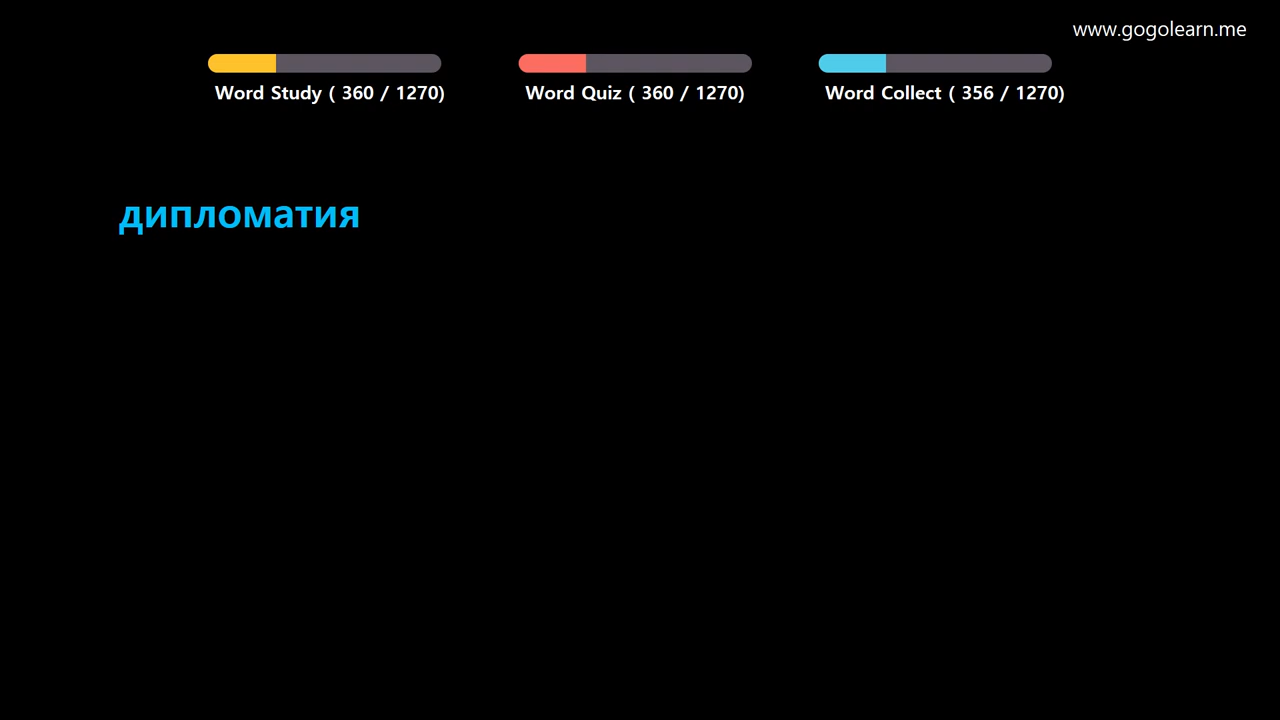 www.gogolearn.me
Word Study ( 360 / 1270)
Word Quiz ( 360 / 1270)
Word Collect ( 356 / 1270)
дипломатия